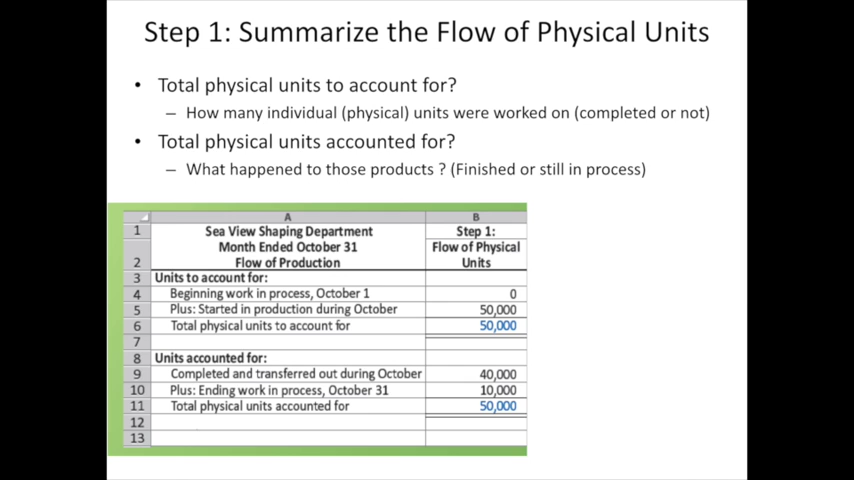 Step 1: Summarize the Flow of Physical Units
• Total physical units to account for?
– How many individual (physical) units were worked on (completed or not)
• Total physical units accounted for?
– What happened to those products ? (Finished or still in process)
A B
1 Sea View Shaping Department Step 1:
Month Ended October 31 Flow of Physical
2 Flow of Production Units
3 Units to account for:
4 Beginning work in process, October 1 0
5 Plus: Started in production during October 50,000
6 Total physical units to account for 50,000
7
8 Units accounted for:
9 Completed and transferred out during October 40,000
10 Plus: Ending work in process, October 31 10,000
11 Total physical units accounted for 50,000
12
13